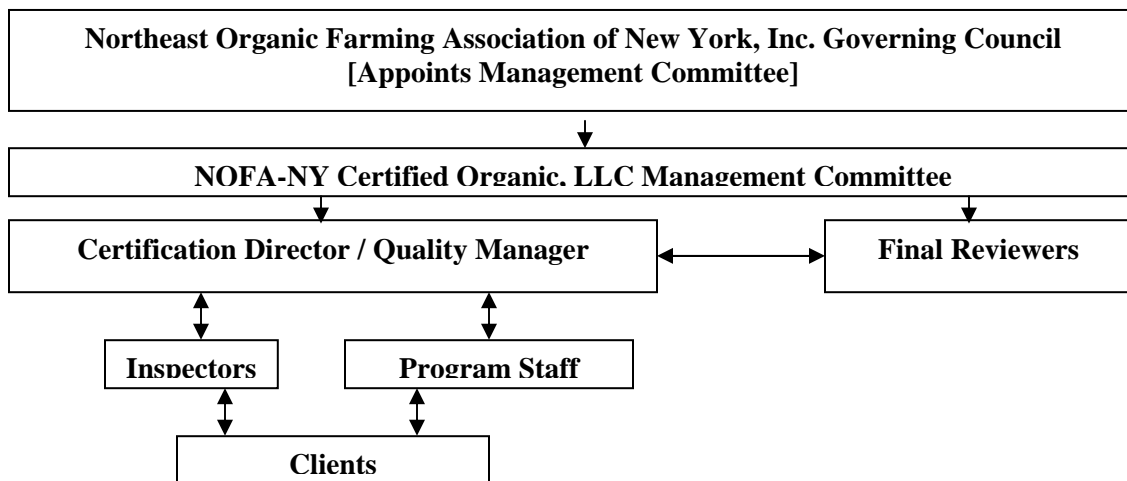 Northeast Organic Farming Association of New York, Inc. Governing Council
[Appoints Management Committee]
NOFA-NY Certified Organic, LLC Management Committee
Certification Director / Quality Manager
Final Reviewers
Inspectors
Program Staff
Clients